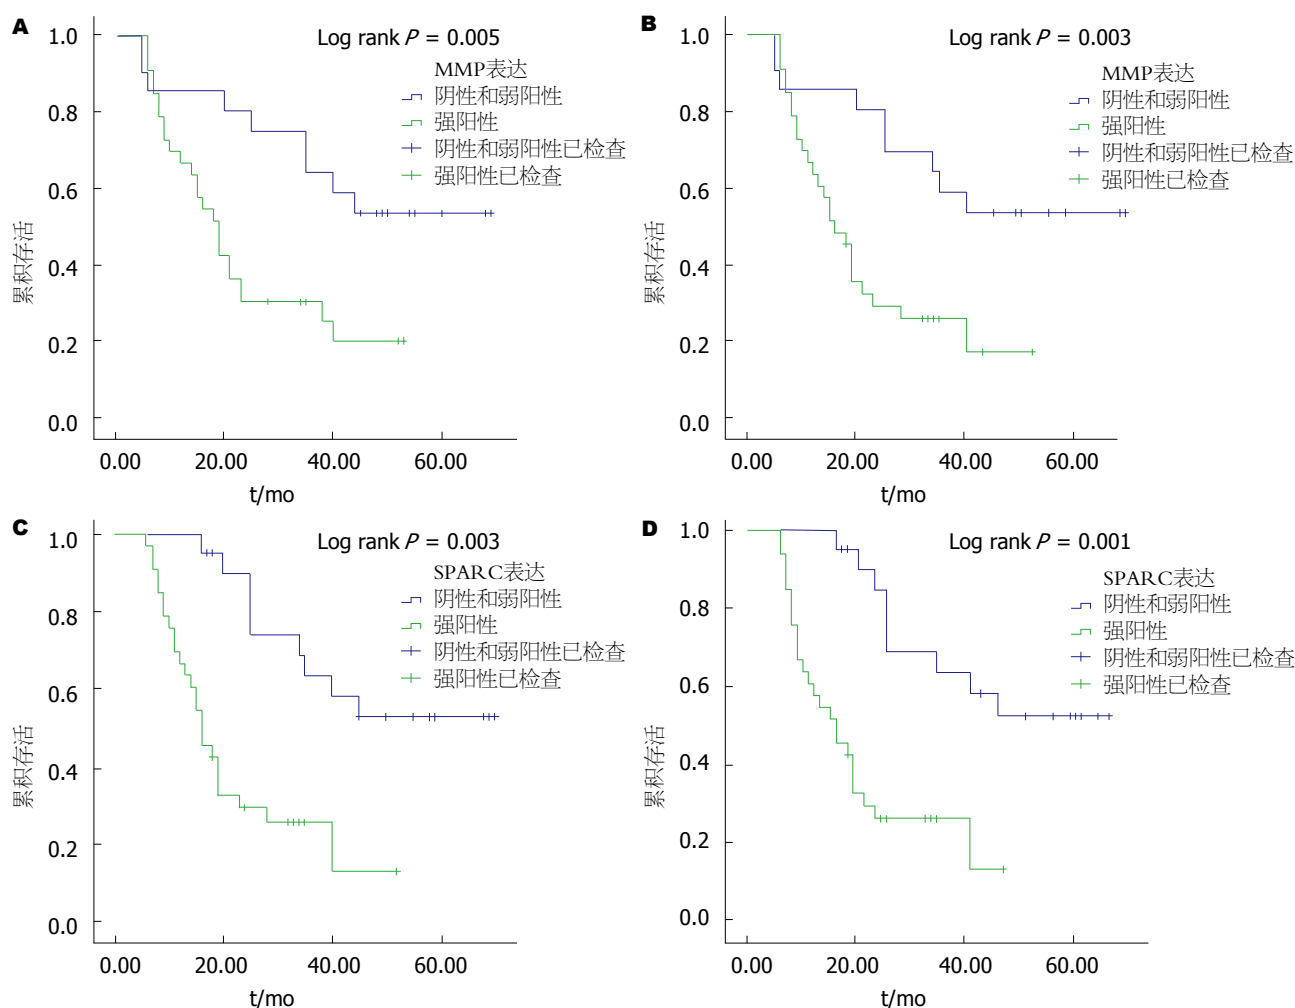 A
Log rank P = 0.005
MMP表达
阴性和弱阳性
强阳性
阴性和弱阳性已检查
强阳性已检查
1.0
0.8
0.6
0.4
0.2
0.0
累积存活
0.00 20.00 40.00 60.00
t/mo
B
Log rank P = 0.003
MMP表达
阴性和弱阳性
强阳性
阴性和弱阳性已检查
强阳性已检查
1.0
0.8
0.6
0.4
0.2
0.0
累积存活
0.00 20.00 40.00 60.00
t/mo
C
Log rank P = 0.003
SPARC表达
阴性和弱阳性
强阳性
阴性和弱阳性已检查
强阳性已检查
1.0
0.8
0.6
0.4
0.2
0.0
累积存活
0.00 20.00 40.00 60.00
t/mo
D
Log rank P = 0.001
SPARC表达
阴性和弱阳性
强阳性
阴性和弱阳性已检查
强阳性已检查
1.0
0.8
0.6
0.4
0.2
0.0
累积存活
0.00 20.00 40.00 60.00
t/mo